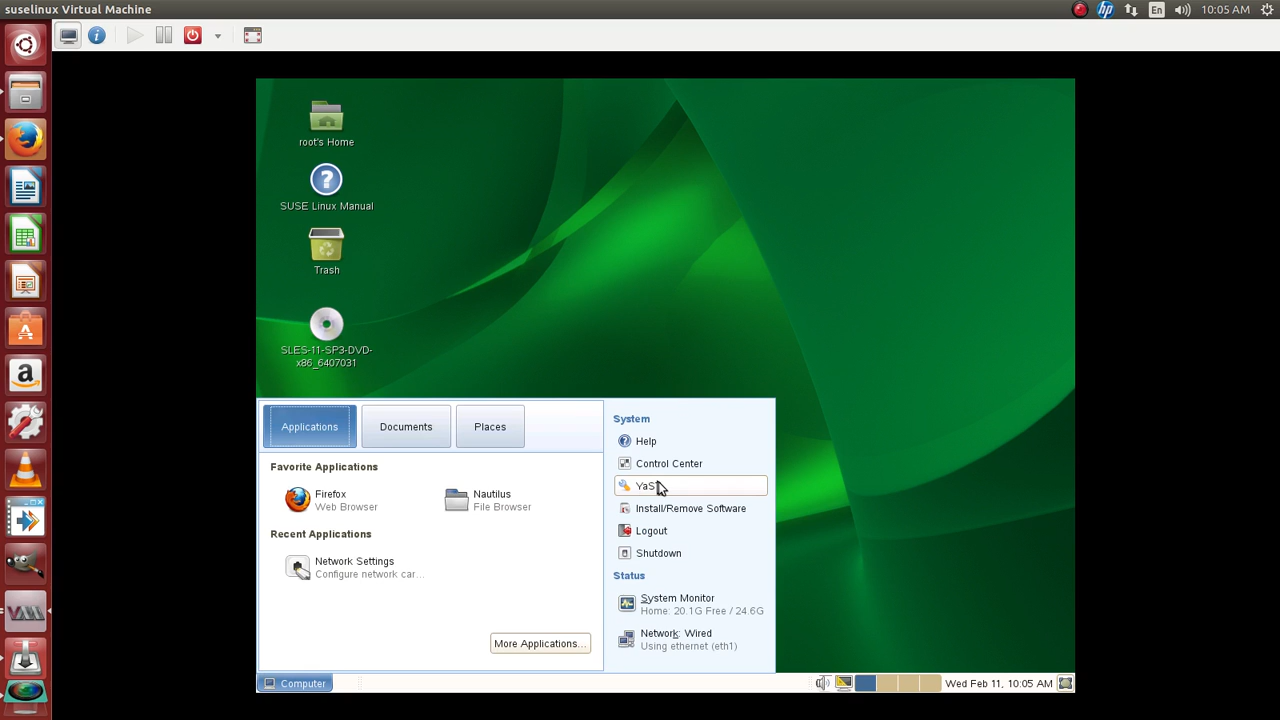 suselinux Virtual Machine
En
10:05 AM
root's Home
SUSE Linux Manual
Trash
SLES-11-SP3-DVD-
x86_6407031
Applications
Documents
Places
Favorite Applications
Firefox
Web Browser
Nautilus
File Browser
Recent Applications
Network Settings
Configure network car...
More Applications...
System
Help
Control Center
Install/Remove Software
Logout
Shutdown
Status
System Monitor
Home: 20.1G Free / 24.6G
Network: Wired
Using ethernet (eth1)
Computer
Wed Feb 11, 10:05 AM